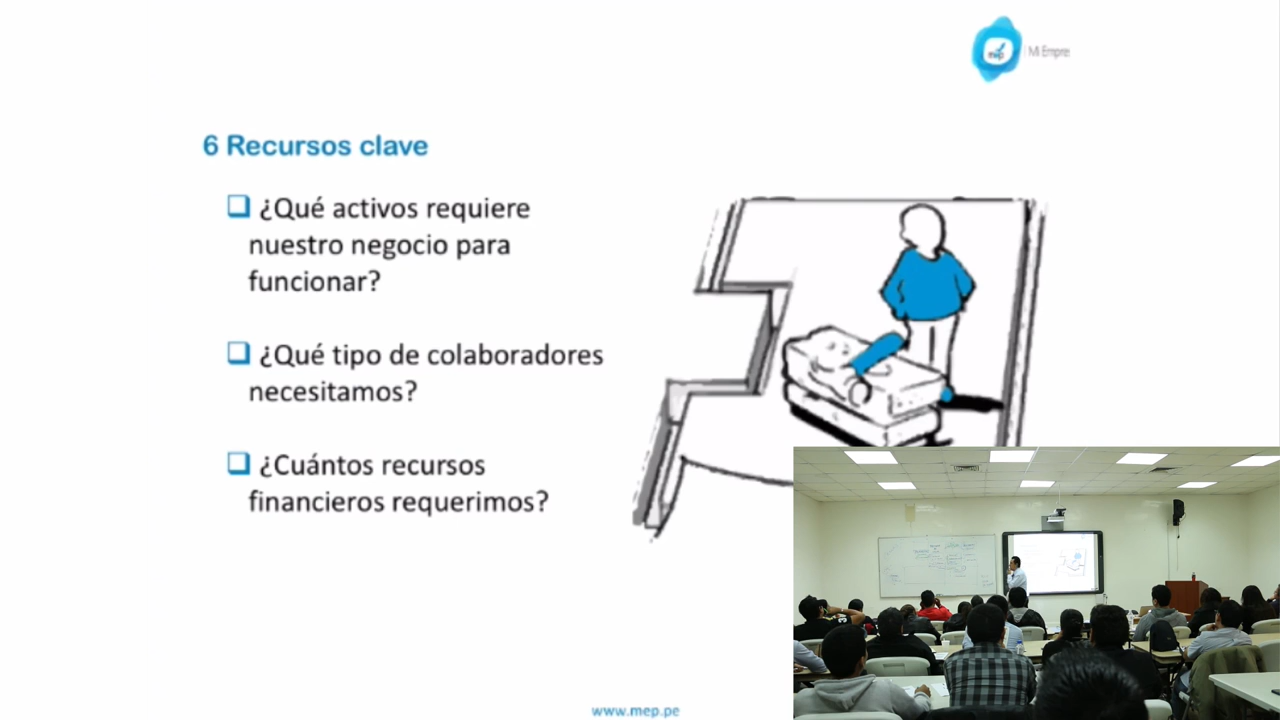 mep
Mi Empre
6 Recursos clave
¿Qué activos requiere
nuestro negocio para
funcionar?
¿Qué tipo de colaboradores
necesitamos?
¿Cuántos recursos
financieros requerimos?
www.mep.pe